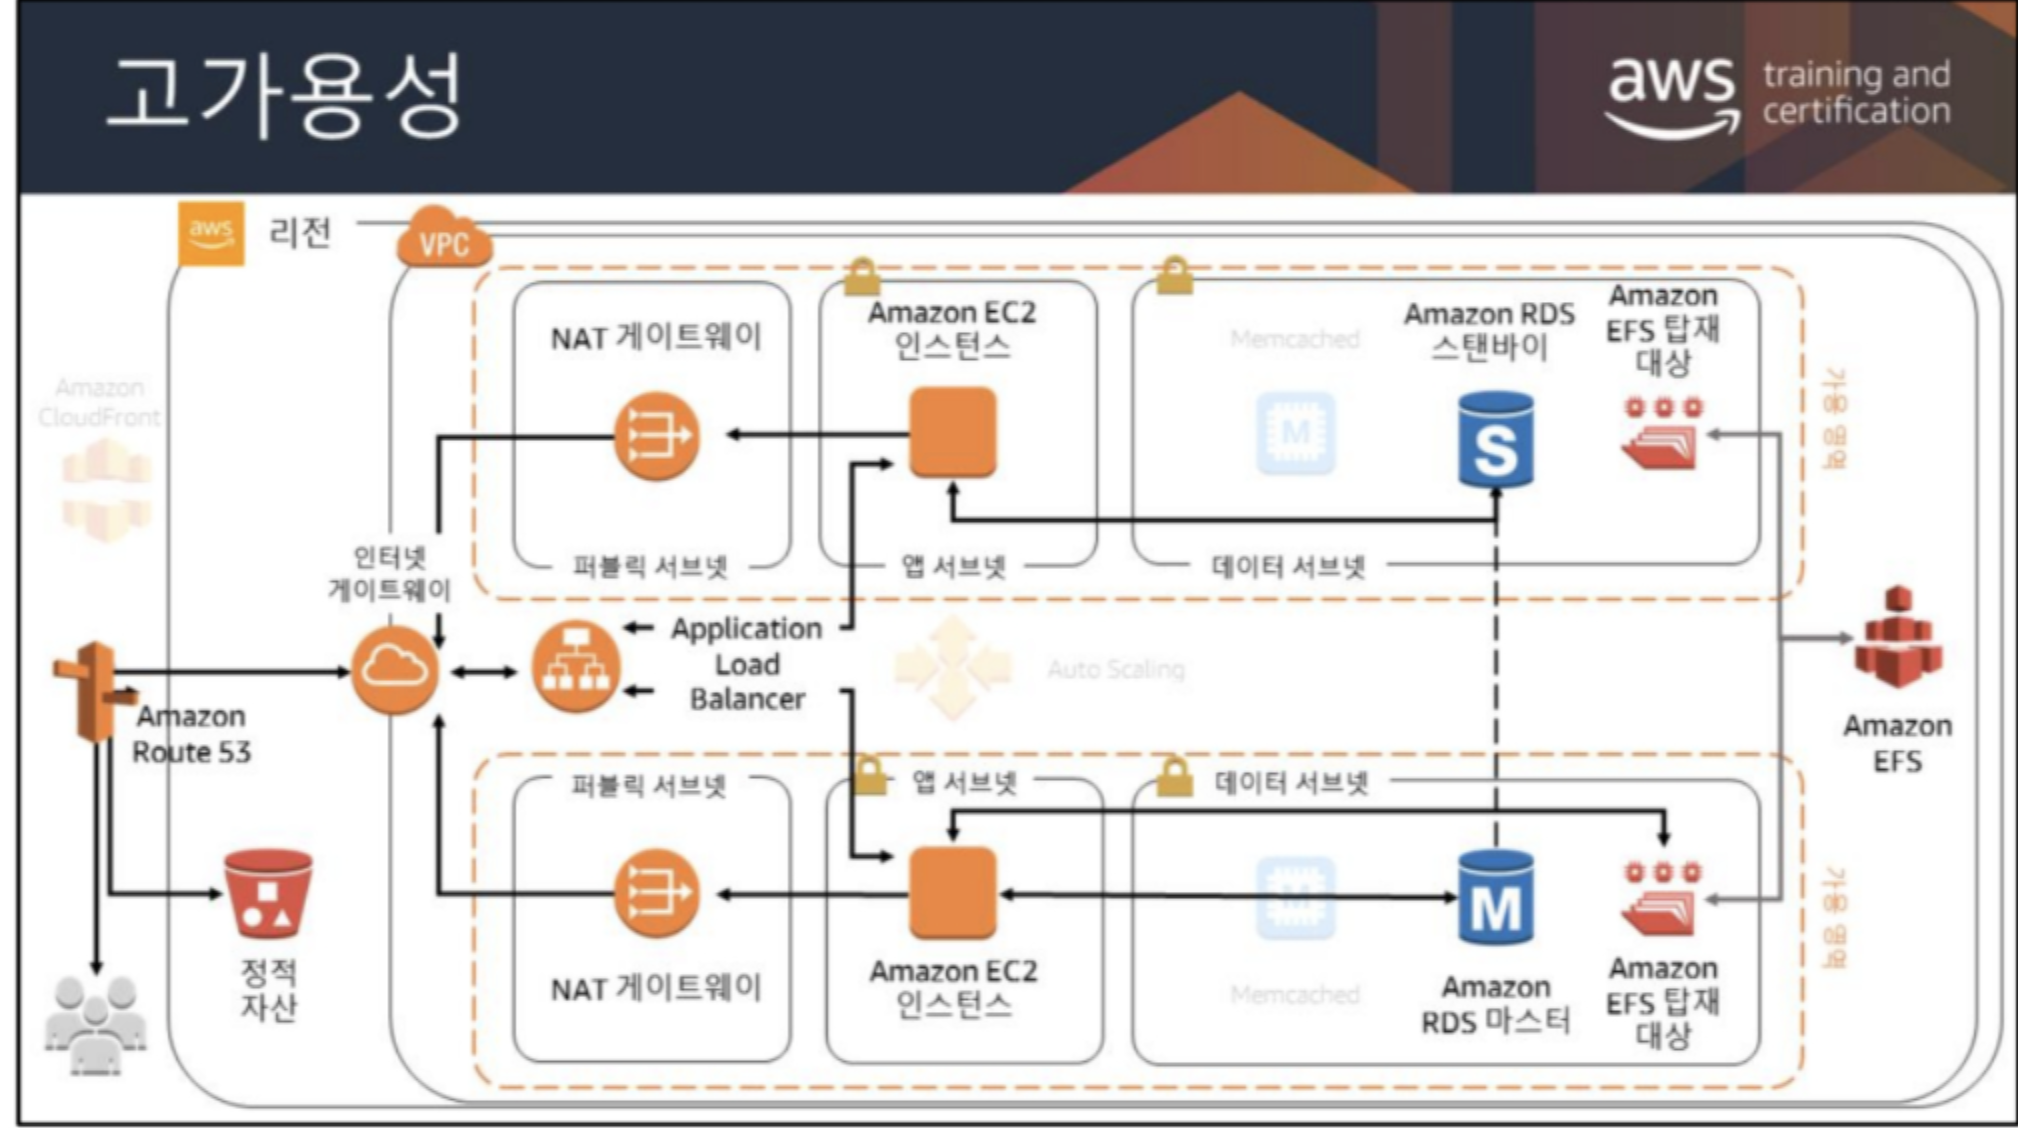 고가용성
aws
training and
certification
aws
리전
VPC
NAT 게이트웨이
Amazon EC2
인스턴스
Memcached
M
Amazon RDS
스탠바이
S
Amazon
EFS 탑재
대상
가용 영역
Amazon
CloudFront
인터넷
게이트웨이
퍼블릭 서브넷
앱 서브넷
데이터 서브넷
Application
Load
Balancer
Auto Scaling
Amazon
Route 53
Amazon
EFS
퍼블릭 서브넷
앱 서브넷
데이터 서브넷
정적
자산
NAT 게이트웨이
Amazon EC2
인스턴스
M
Memcached
M
Amazon
RDS 마스터
Amazon
EFS 탑재
대상
가용 영역